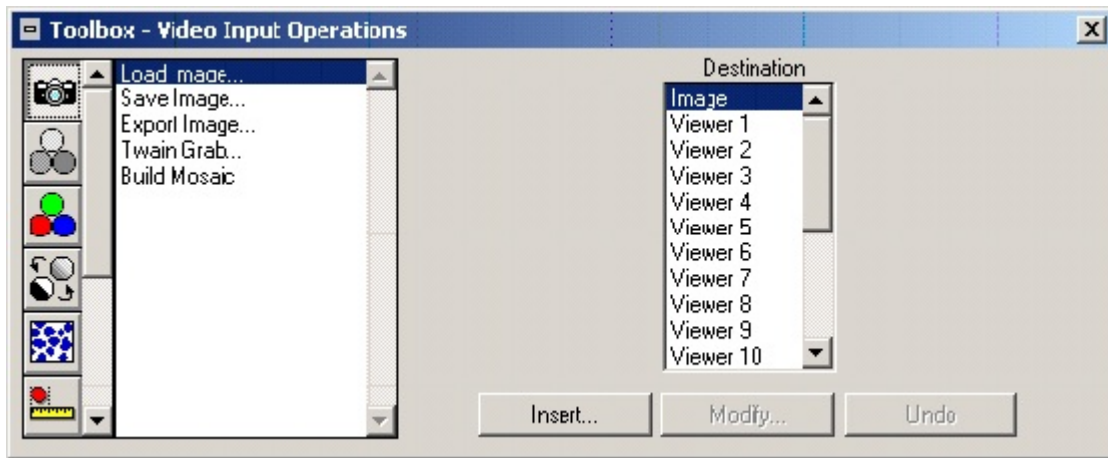 Toolbox - Video Input Operations
Load Image...
Save Image...
Export Image...
Twain Grab...
Build Mosaic
Destination
Image
Viewer 1
Viewer 2
Viewer 3
Viewer 4
Viewer 5
Viewer 6
Viewer 7
Viewer 8
Viewer 9
Viewer 10
Insert...
Modify...
Undo